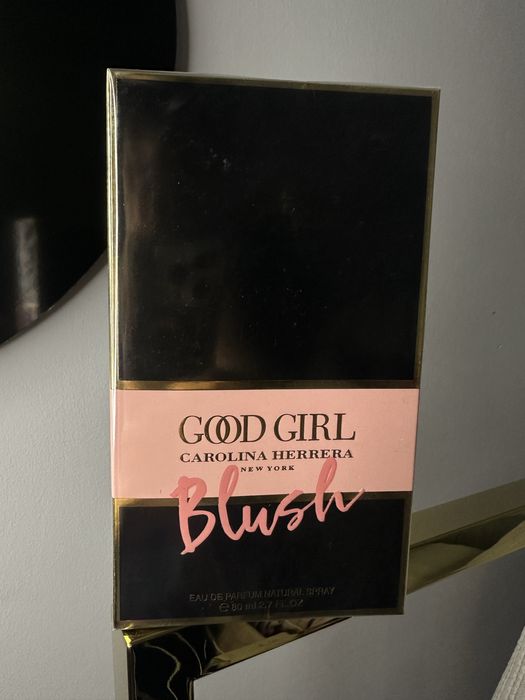 GOOD GIRL
CAROLINA HERRERA
NEW YORK
Blush
EAU DE PARFUM NATURAL SPRAY
℮ 80 ml 2.7 FL.OZ